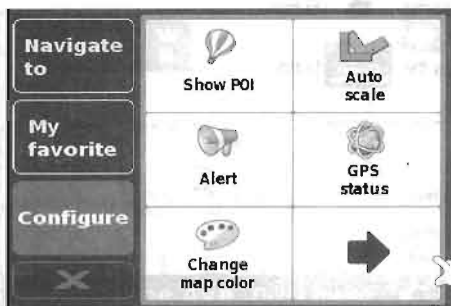 Navigate
to
My
favorite
Configure
Show POI
Auto
scale
Alert
GPS
status
Change
map color